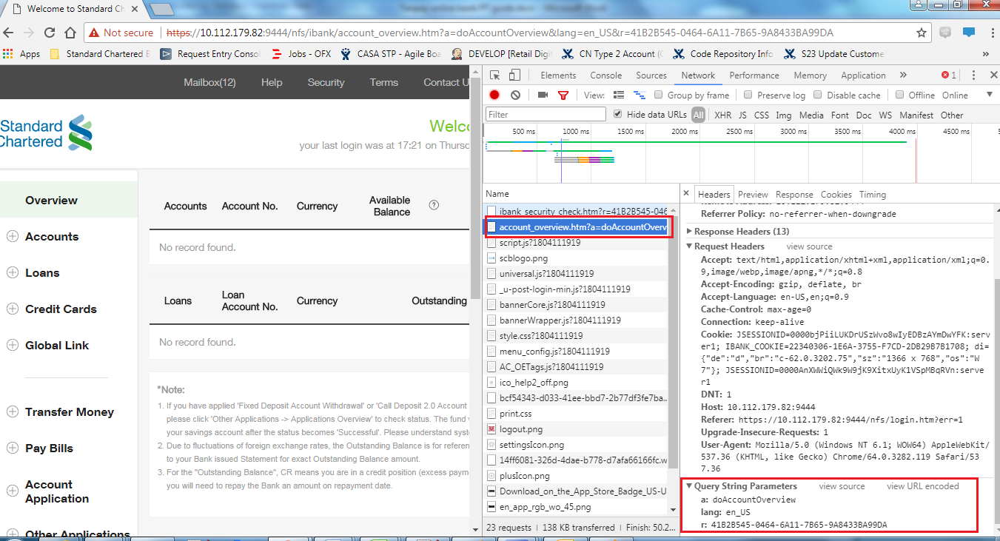 Welcome to Standard Ch
Not secure
https://10.112.179.82:9444/nfs/ibank/account_overview.htm?a=doAccountOverview&lang=en_US&r=41B2B545-0464-6A11-7B65-9A8433BA99DA
Apps Standard Chartered B Request Entry Consol Jobs - OFX CASA STP - Agile Boa DEVELOP [Retail Digit CN Type 2 Account (C Code Repository Info S23 Update Custome »
Mailbox(12) Help Security Terms Contact U
Standard
Chartered
Welco
your last login was at 17:21 on Thursd
Overview
Accounts
Loans
Credit Cards
Global Link
Transfer Money
Pay Bills
Account
Application
Other Applications
Accounts Account No. Currency Available
Balance ?
No record found.
Loans Loan
Account No. Currency Outstanding
No record found.
*Note:
1. If you have applied 'Fixed Deposit Account Withdrawal' or 'Call Deposit 2.0 Account
please click 'Other Applications -> Applications Overview' to check status. The fund
your savings account after the status becomes 'Successful'. Please understand syste
2. Due to fluctuations of foreign exchange rates, the Outstanding Balance is for referen
to your Bank issued Statement for exact Outstanding Balance amount.
3. For the "Outstanding Balance", CR means you are in a credit position (excess paym
you will need to repay the Bank an amount on repayment date.
Elements Console Sources Network Performance Memory Application » 1
View: Group by frame Preserve log Disable cache Offline Online
Filter Hide data URLs All XHR JS CSS Img Media Font Doc WS Manifest Other
500 ms 1000 ms 1500 ms 2000 ms 2500 ms 3000 ms 3500 ms 4000 ms 4500 ms 5
Name
ibank_security_check.htm?r=41B2B545-046
account_overview.htm?a=doAccountOverv
script.js?1804111919
scblogo.png
universal.js?1804111919
_u-post-login-min.js?1804111919
bannerCore.js?1804111919
bannerWrapper.js?1804111919
style.css?1804111919
menu_config.js?1804111919
AC_OETags.js?1804111919
ico_help2_off.png
bcf54343-d033-41ee-bbd7-2b77df3fe7ba...
print.css
logout.png
settingsIcon.png
14ff6081-326d-4dae-b778-d7afa66166fc.w
plusIcon.png
Download_on_the_App_Store_Badge_US-U
en_app_rgb_wo_45.png
23 requests | 138 KB transferred | Finish: 50.2...
Headers Preview Response Cookies Timing
Referrer Policy: no-referrer-when-downgrade
Response Headers (13)
Request Headers view source
Accept: text/html,application/xhtml+xml,application/xml;q=0.
9,image/webp,image/apng,*/*;q=0.8
Accept-Encoding: gzip, deflate, br
Accept-Language: en-US,en;q=0.9
Cache-Control: max-age=0
Connection: keep-alive
Cookie: JSESSIONID=0000bjPiiLUKDrUSzWvo8wIyEDBzAYmDwYFK:serv
er1; IBANK_COOKIE=22340306-1E6A-3755-F7CD-2DB29B7B1708; di=
{"de":"d","br":"c-62.0.3202.75","sz":"1366 x 768","os":"W
7"}; JSESSIONID=0000AnXWWiQWk9W9jK9XitxUyK1VSpMBqRVn:serve
r1
DNT: 1
Host: 10.112.179.82:9444
Referer: https://10.112.179.82:9444/nfs/login.htm?err=1
Upgrade-Insecure-Requests: 1
User-Agent: Mozilla/5.0 (Windows NT 6.1; WOW64) AppleWebKit/
537.36 (KHTML, like Gecko) Chrome/64.0.3282.119 Safari/53
7.36
Query String Parameters view source view URL encoded
a: doAccountOverview
lang: en_US
r: 41B2B545-0464-6A11-7B65-9A8433BA99DA